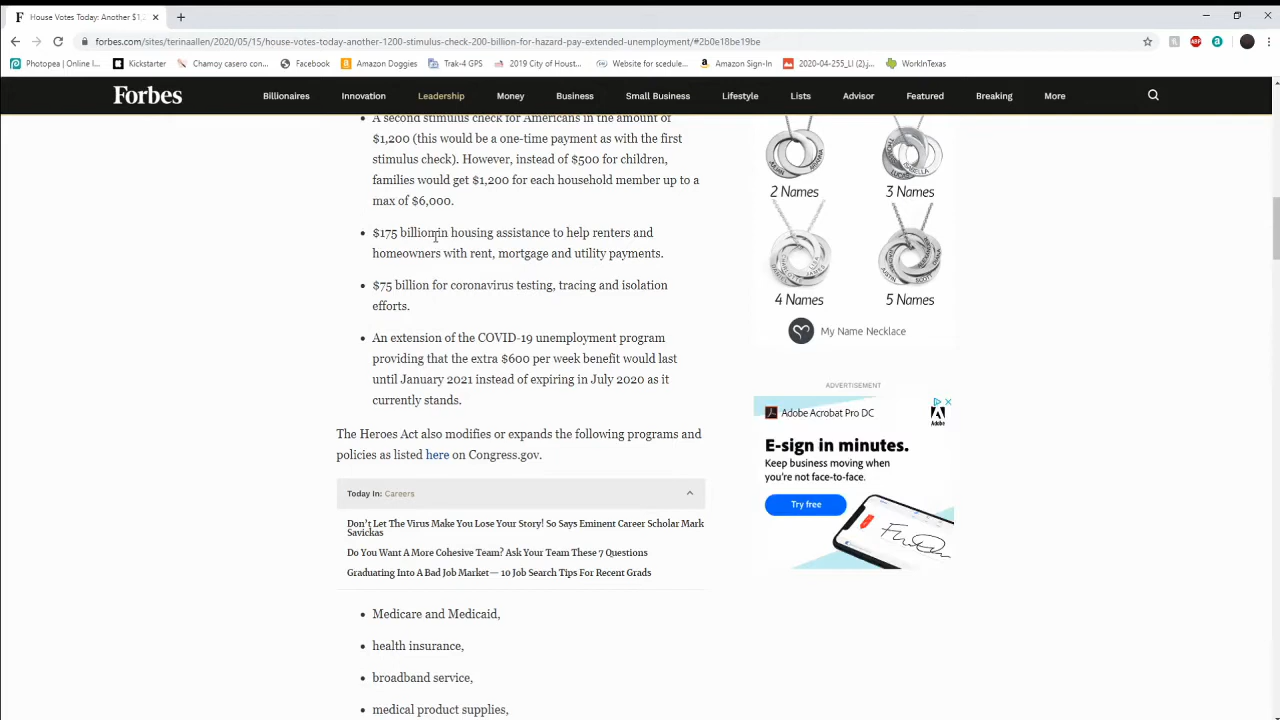 House Votes Today: Another $1,2
forbes.com/sites/terinaallen/2020/05/15/house-votes-today-another-1200-stimulus-check-200-billion-for-hazard-pay-extended-unemployment/#2b0e18be19be
Photopea | Online I...
Kickstarter
Chamoy casero con...
Facebook
Amazon Doggies
Trak-4 GPS
2019 City of Houst...
Website for scedule...
Amazon Sign-In
2020-04-255_LI (2).j...
WorkInTexas
Forbes
Billionaires
Innovation
Leadership
Money
Business
Small Business
Lifestyle
Lists
Advisor
Featured
Breaking
More
A second stimulus check for Americans in the amount of
$1,200 (this would be a one-time payment as with the first
stimulus check). However, instead of $500 for children,
families would get $1,200 for each household member up to a
max of $6,000.
$175 billion in housing assistance to help renters and
homeowners with rent, mortgage and utility payments.
$75 billion for coronavirus testing, tracing and isolation
efforts.
An extension of the COVID-19 unemployment program
providing that the extra $600 per week benefit would last
until January 2021 instead of expiring in July 2020 as it
currently stands.
The Heroes Act also modifies or expands the following programs and
policies as listed here on Congress.gov.
Today In: Careers
Don't Let The Virus Make You Lose Your Story! So Says Eminent Career Scholar Mark
Savickas
Do You Want A More Cohesive Team? Ask Your Team These 7 Questions
Graduating Into A Bad Job Market— 10 Job Search Tips For Recent Grads
Medicare and Medicaid,
health insurance,
broadband service,
medical product supplies,
2 Names
3 Names
4 Names
5 Names
My Name Necklace
ADVERTISEMENT
Adobe Acrobat Pro DC
Adobe
E-sign in minutes.
Keep business moving when
you're not face-to-face.
Try free